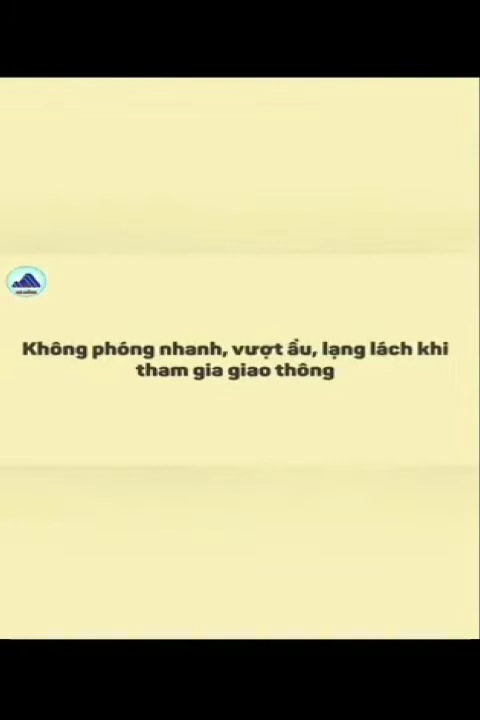 Không phóng nhanh, vượt ẩu, lạng lách khi
tham gia giao thông